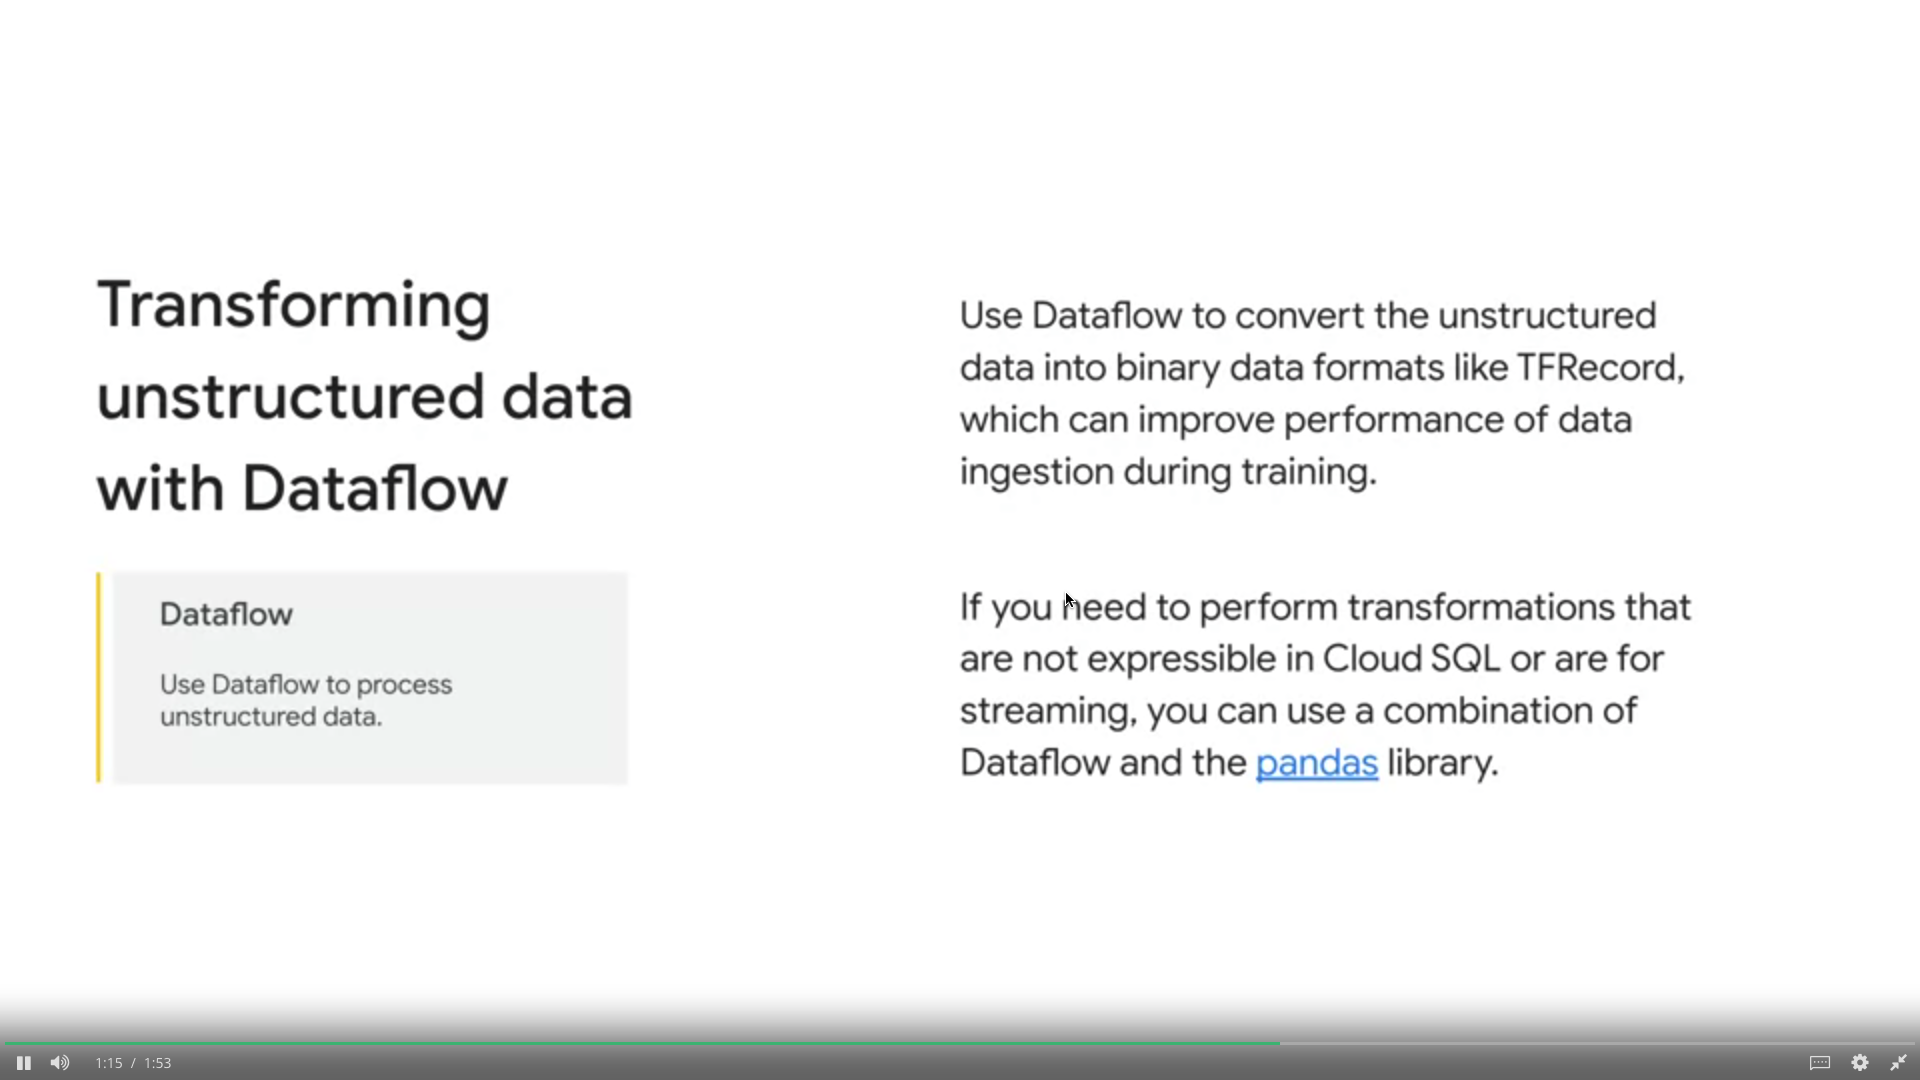 Transforming
unstructured data
with Dataflow
Dataflow
Use Dataflow to process
unstructured data.
Use Dataflow to convert the unstructured
data into binary data formats like TFRecord,
which can improve performance of data
ingestion during training.
If you need to perform transformations that
are not expressible in Cloud SQL or are for
streaming, you can use a combination of
Dataflow and the pandas library.
1:15 / 1:53